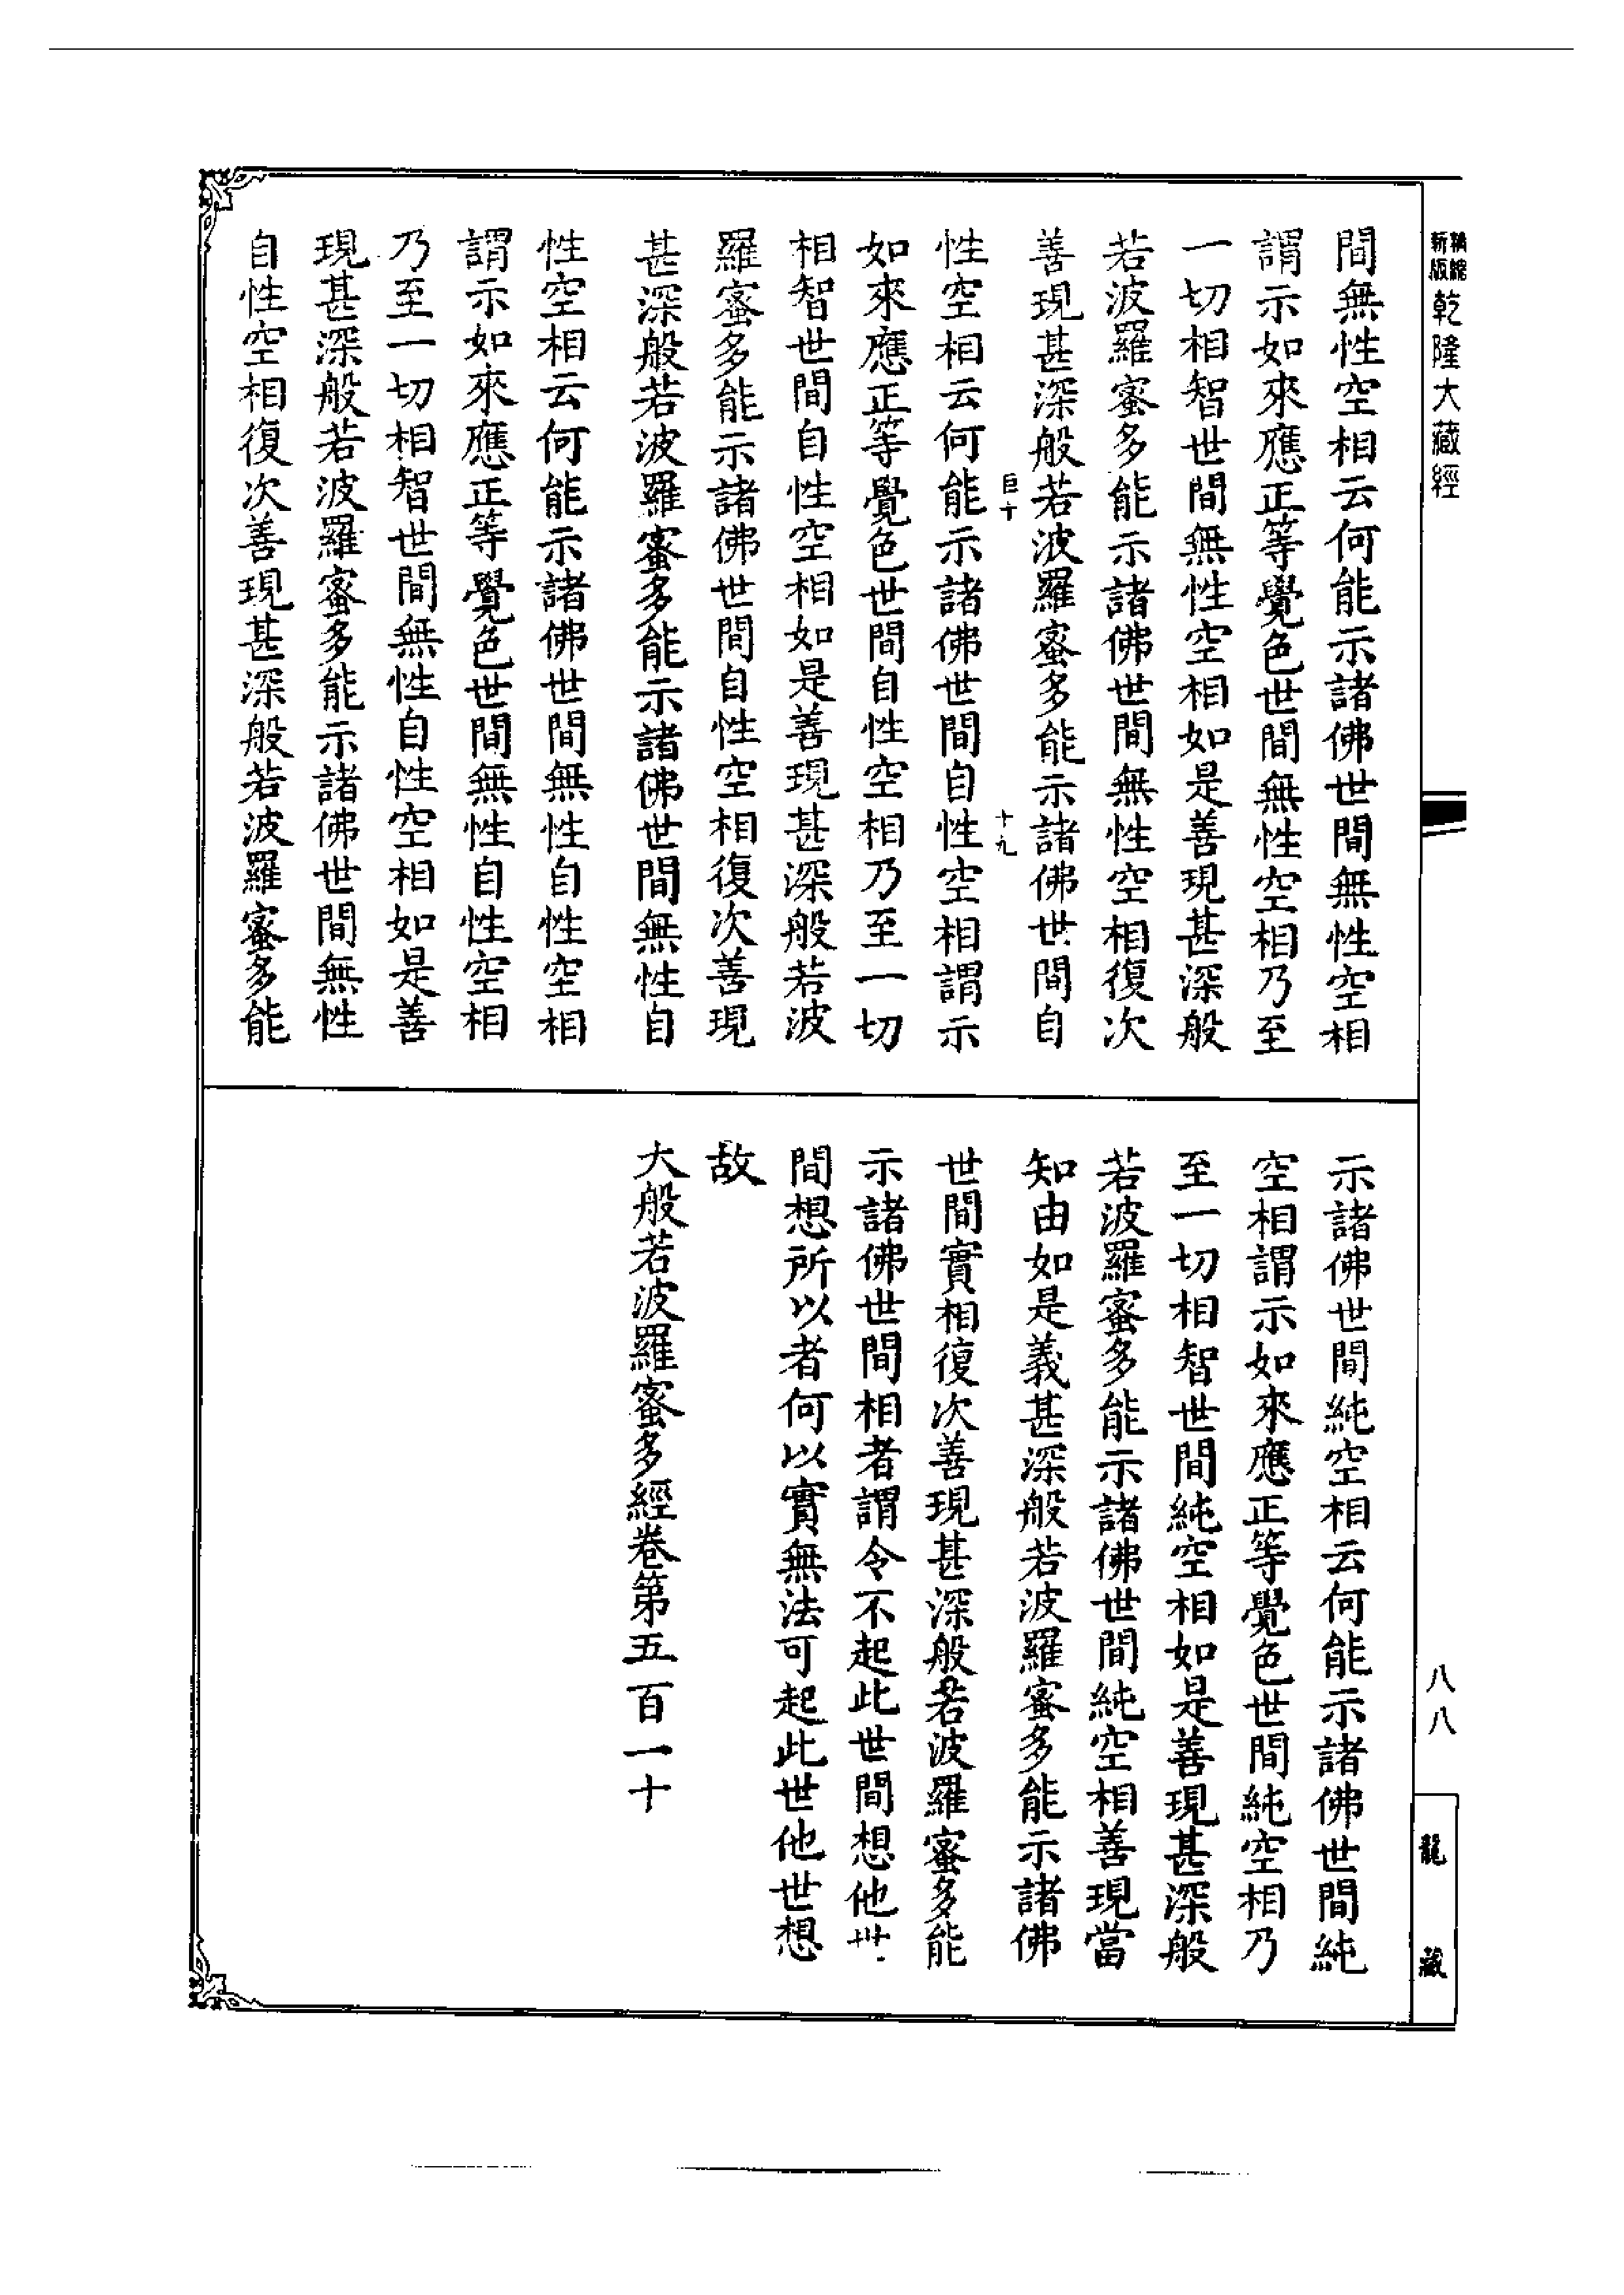 新版
精縮
乾隆大藏經
間無性空相云何能示諸佛世間無性空相
謂示如來應正等覺色世間無性空相乃至
一切相智世間無性空相如是善現甚深般
若波羅蜜多能示諸佛世間無性空相復次
善現甚深般若波羅蜜多能示諸佛世間自
巨十
十九
性空相云何能示諸佛世間自性空相謂示
如來應正等覺色世間自性空相乃至一切
相智世間自性空相如是善現甚深般若波
羅蜜多能示諸佛世間自性空相復次善現
甚深般若波羅蜜多能示諸佛世間無性自
性空相云何能示諸佛世間無性自性空相
謂示如來應正等覺色世間無性自性空相
乃至一切相智世間無性自性空相如是善
現甚深般若波羅蜜多能示諸佛世間無性
自性空相復次善現甚深般若波羅蜜多能
示諸佛世間純空相云何能示諸佛世間純
空相謂示如來應正等覺色世間純空相乃
至一切相智世間純空相如是善現甚深般
若波羅蜜多能示諸佛世間純空相善現當
知由如是義甚深般若波羅蜜多能示諸佛
世間實相復次善現甚深般若波羅蜜多能
示諸佛世間相者謂令不起此世間想他世
間想所以者何以實無法可起此世他世想
故
大般若波羅蜜多經卷第五百一十
八八
龍藏